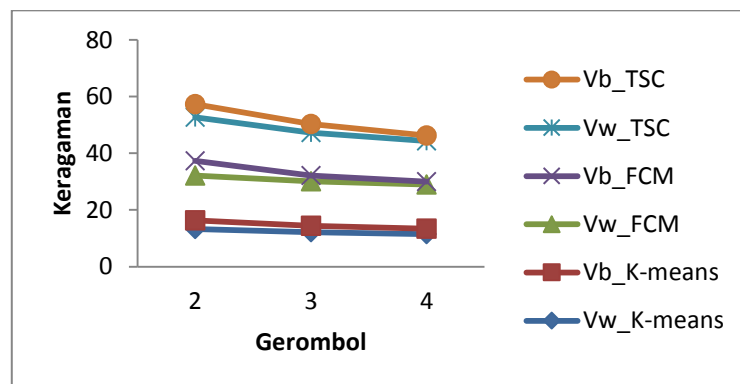 80
60
40
20
0
Keragaman
2 3 4
Gerombol
Vb_TSC
Vw_TSC
Vb_FCM
Vw_FCM
Vb_K-means
Vw_K-means